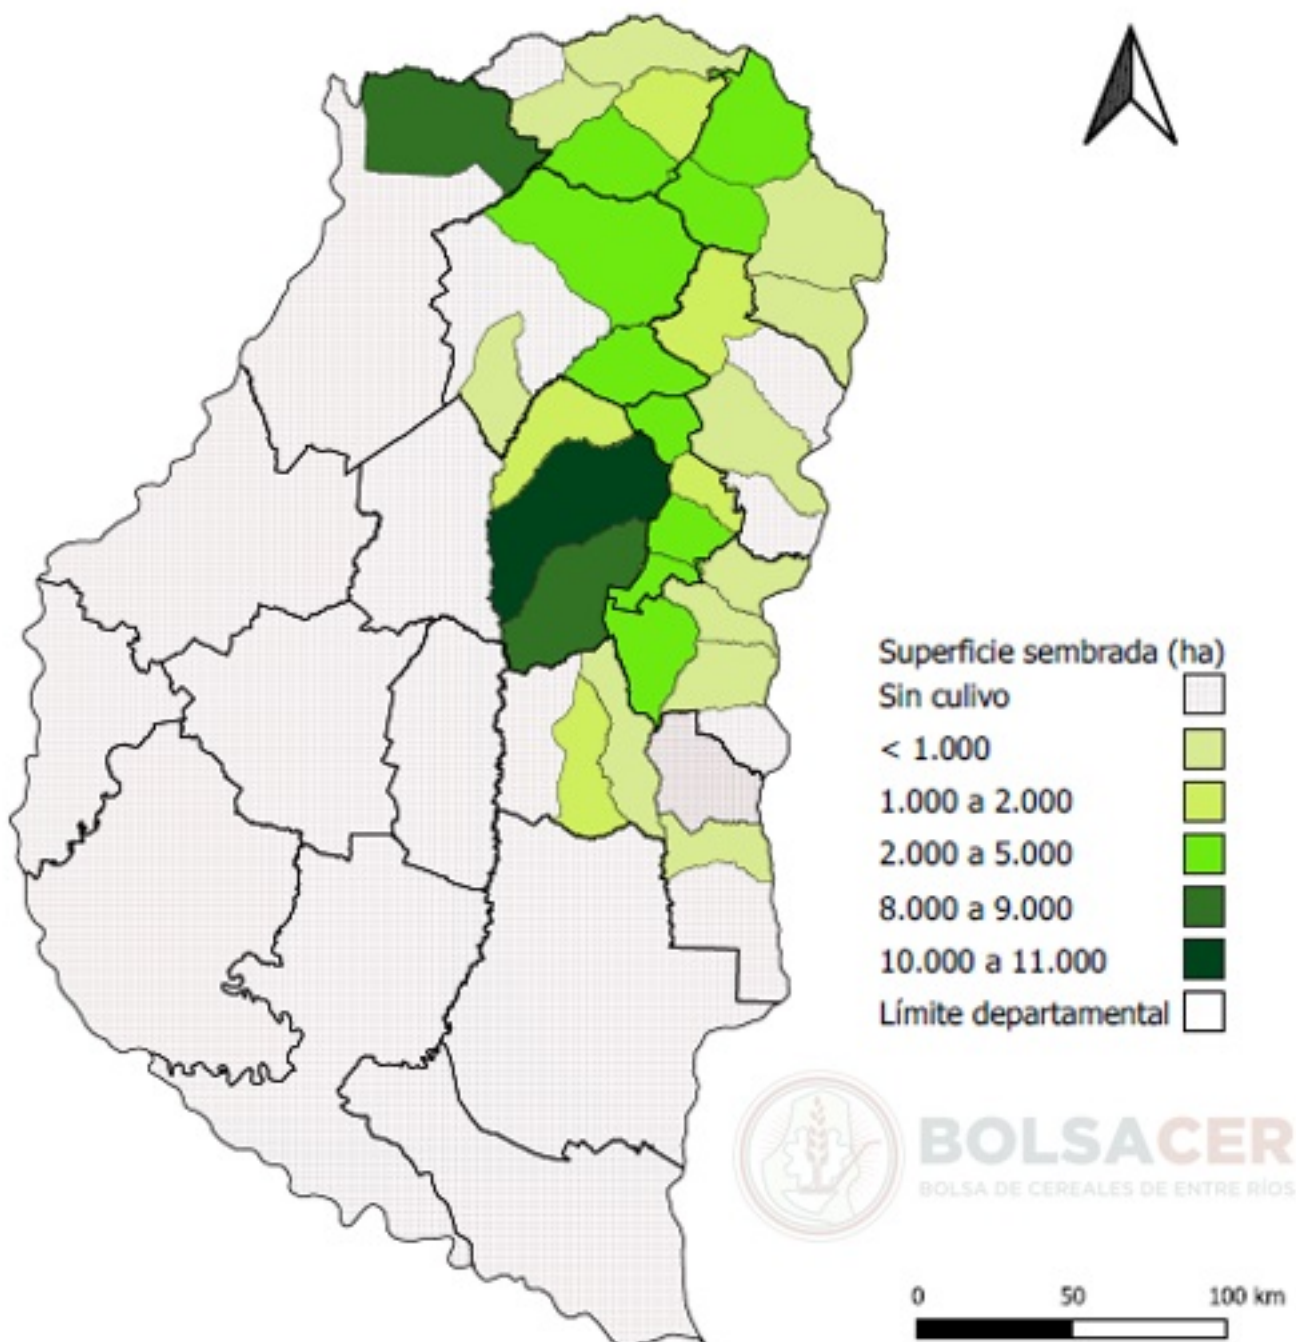 Superficie sembrada (ha)
Sin culivo
< 1.000
1.000 a 2.000
2.000 a 5.000
8.000 a 9.000
10.000 a 11.000
Límite departamental
BOLSACER
BOLSA DE CEREALES DE ENTRE RÍOS
0 50 100 km